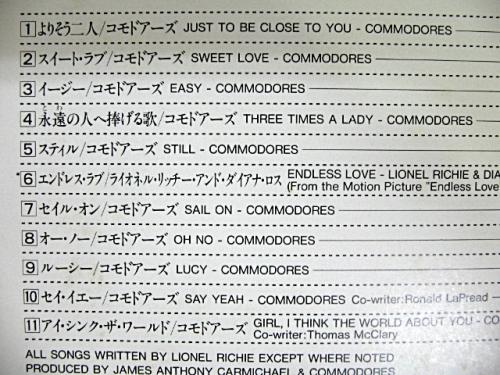 1 よりそう二人/コモドアーズ JUST TO BE CLOSE TO YOU - COMMODORES
2 スイート・ラブ/コモドアーズ SWEET LOVE - COMMODORES
3 イージー/コモドアーズ EASY - COMMODORES
とわ
4 永遠の人へ捧げる歌/コモドアーズ THREE TIMES A LADY - COMMODORES
5 スティル/コモドアーズ STILL - COMMODORES
*6 エンドレス・ラブ/ライオネル・リッチー・アンド・ダイアナ・ロス ENDLESS LOVE - LIONEL RICHIE & DIA
(From the Motion Picture "Endless Love
7 セイル・オン/コモドアーズ SAIL ON - COMMODORES
8 オー・ノー/コモドアーズ OH NO - COMMODORES
9 ルーシー/コモドアーズ LUCY - COMMODORES
10 セイ・イエー/コモドアーズ SAY YEAH - COMMODORES Co-writer:Ronald LaPread
11 アイ・シンク・ザ・ワールド/コモドアーズ GIRL, I THINK THE WORLD ABOUT YOU - CO
Co-writer:Thomas McClary
ALL SONGS WRITTEN BY LIONEL RICHIE EXCEPT WHERE NOTED
PRODUCED BY JAMES ANTHONY CARMICHAEL & COMMODORES